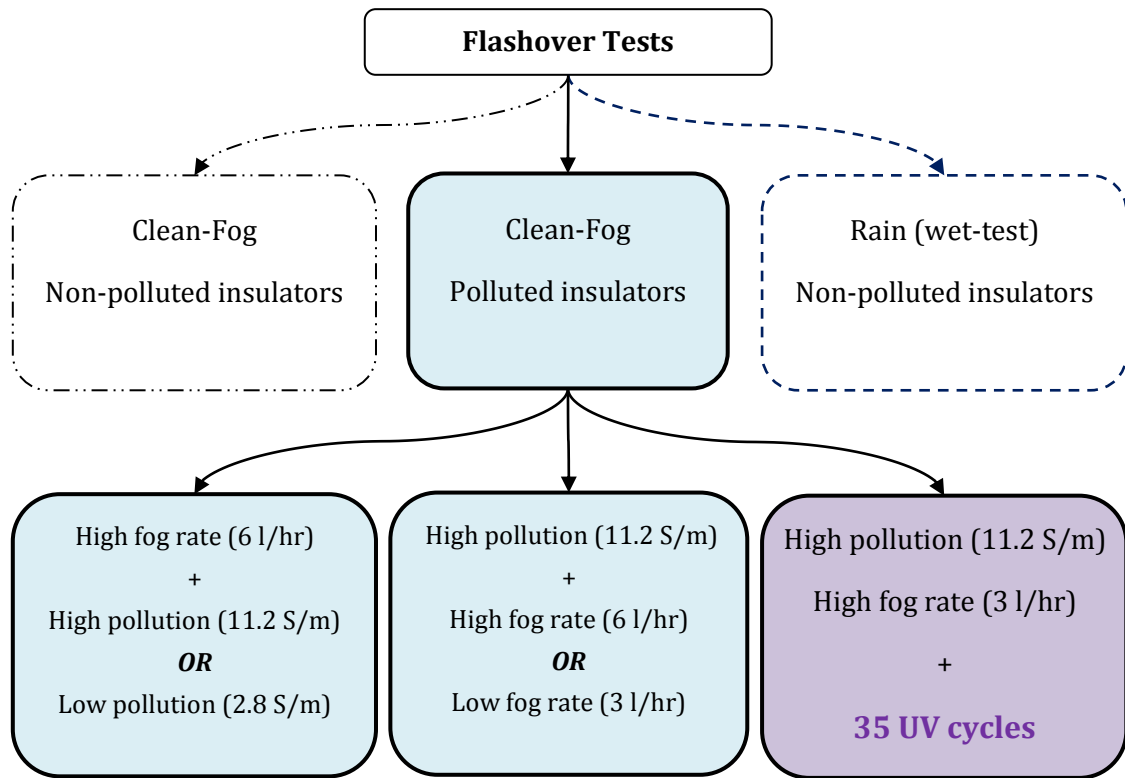 Flashover Tests
Clean-Fog
Non-polluted insulators
Clean-Fog
Polluted insulators
Rain (wet-test)
Non-polluted insulators
High fog rate (6 l/hr)
+
High pollution (11.2 S/m)
OR
Low pollution (2.8 S/m)
High pollution (11.2 S/m)
+
High fog rate (6 l/hr)
OR
Low fog rate (3 l/hr)
High pollution (11.2 S/m)
High fog rate (3 l/hr)
+
35 UV cycles